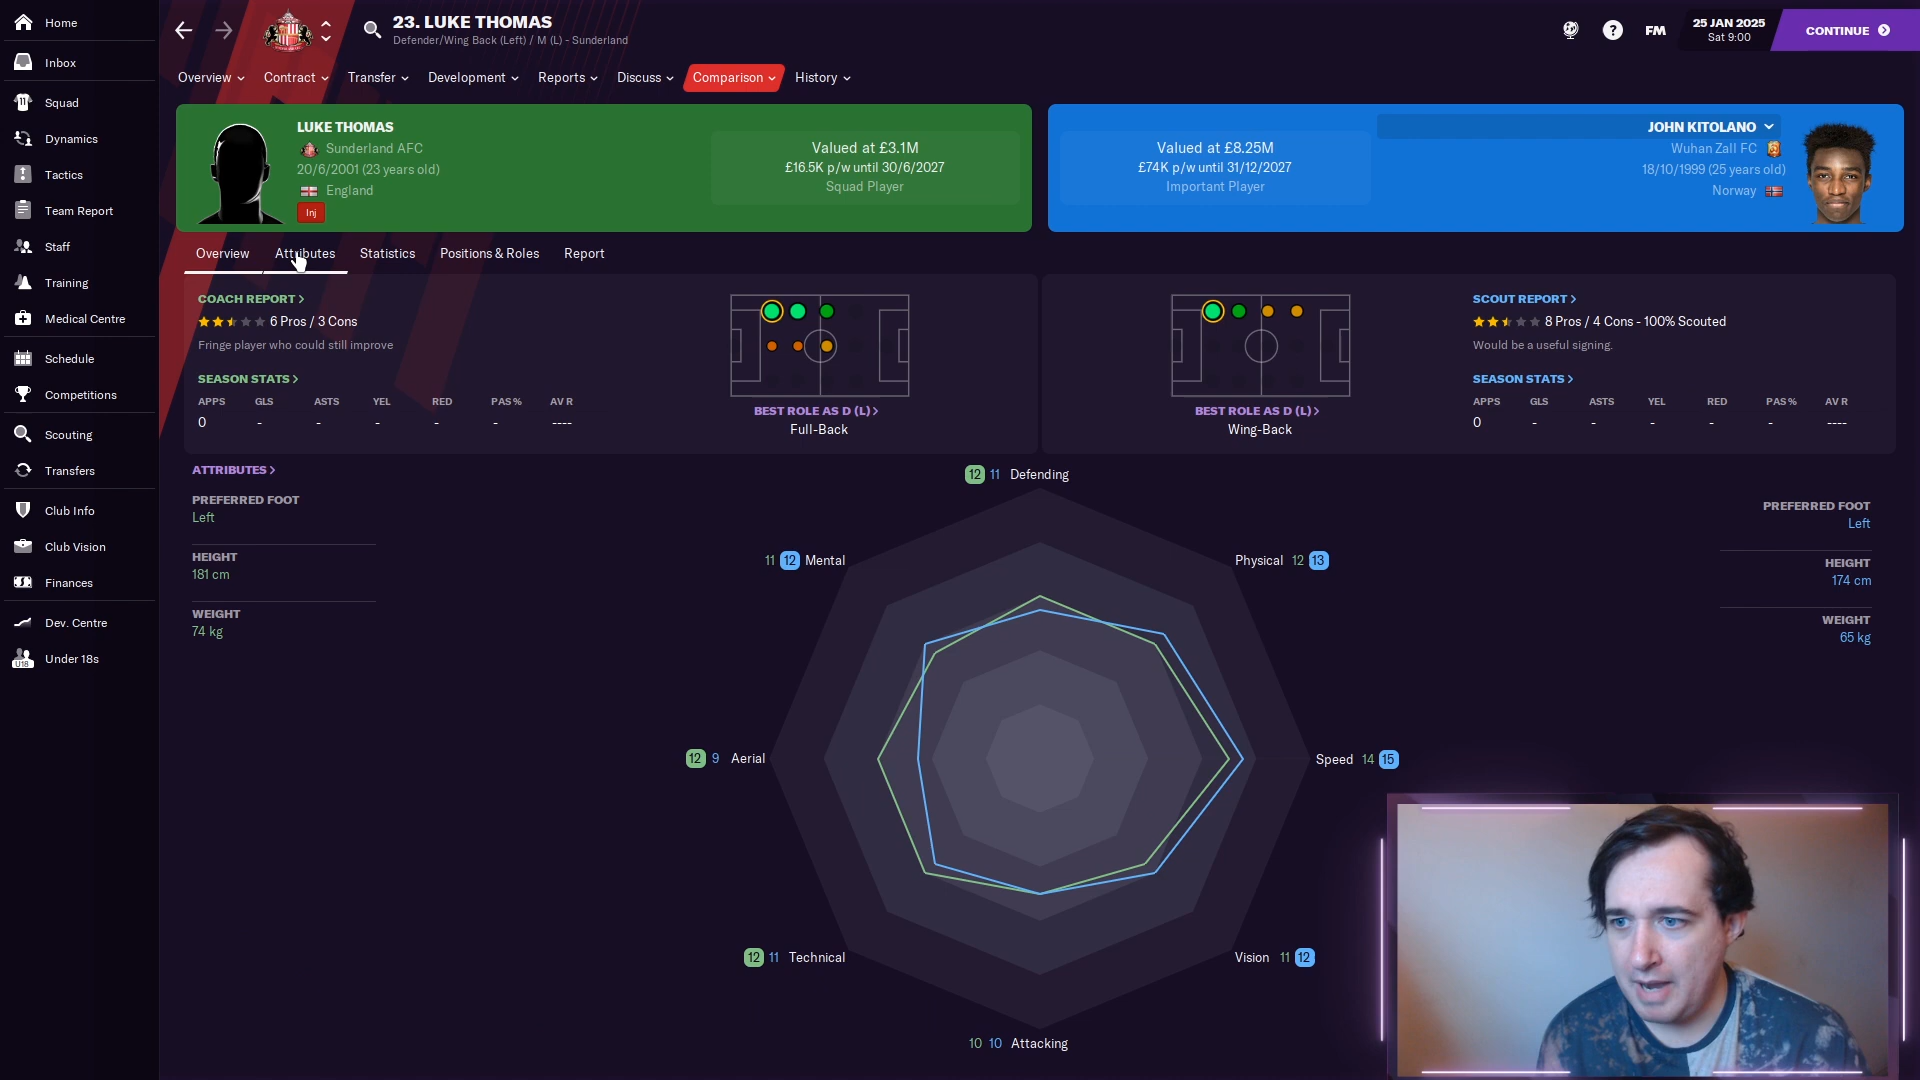 Home
Inbox
Squad
Dynamics
Tactics
Team Report
Staff
Training
Medical Centre
Schedule
Competitions
Scouting
Transfers
Club Info
Club Vision
Finances
Dev. Centre
U18 Under 18s
23. LUKE THOMAS
Defender/Wing Back (Left) / M (L) - Sunderland
FM
25 JAN 2025
Sat 9:00
CONTINUE
Overview Contract Transfer Development Reports Discuss Comparison History
LUKE THOMAS
Sunderland AFC
20/6/2001 (23 years old)
England
Inj
Valued at £3.1M
£16.5K p/w until 30/6/2027
Squad Player
Valued at £8.25M
£74K p/w until 31/12/2027
Important Player
JOHN KITOLANO
Wuhan Zall FC
18/10/1999 (25 years old)
Norway
Overview Attributes Statistics Positions & Roles Report
COACH REPORT >
6 Pros / 3 Cons
Fringe player who could still improve
SEASON STATS >
APPS GLS ASTS YEL RED PAS% AV R
0 - - - - - ----
BEST ROLE AS D (L) >
Full-Back
BEST ROLE AS D (L) >
Wing-Back
SCOUT REPORT >
8 Pros / 4 Cons - 100% Scouted
Would be a useful signing.
SEASON STATS >
APPS GLS ASTS YEL RED PAS% AV R
0 - - - - - ----
ATTRIBUTES >
PREFERRED FOOT
Left
HEIGHT
181 cm
WEIGHT
74 kg
12 11 Defending
11 12 Mental
Physical 12 13
12 9 Aerial
Speed 14 15
12 11 Technical
Vision 11 12
10 10 Attacking
PREFERRED FOOT
Left
HEIGHT
174 cm
WEIGHT
65 kg